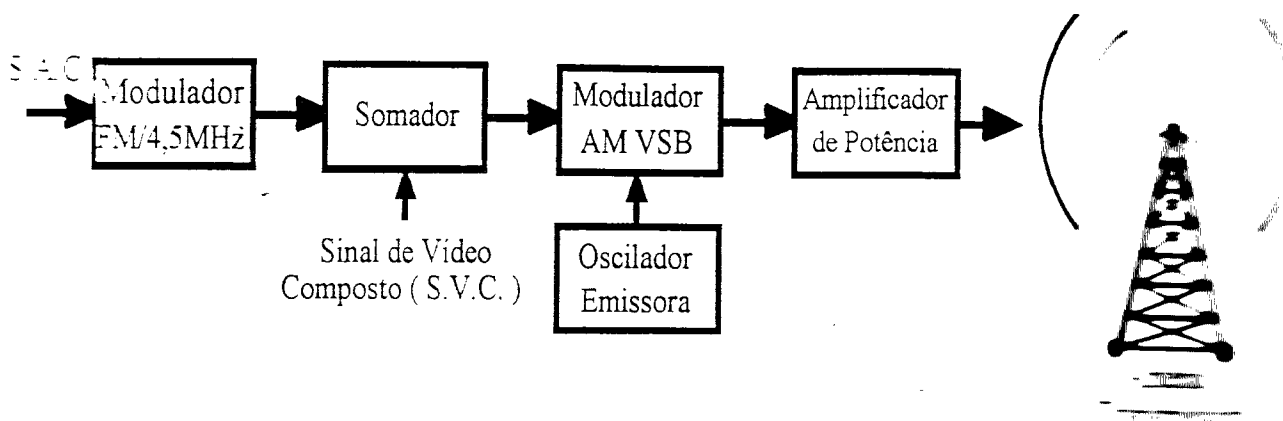 S.A.C.
Modulador
FM/4,5MHz
Somador
Modulador
AM VSB
Amplificador
de Potência
Sinal de Vídeo
Composto ( S.V.C. )
Oscilador
Emissora